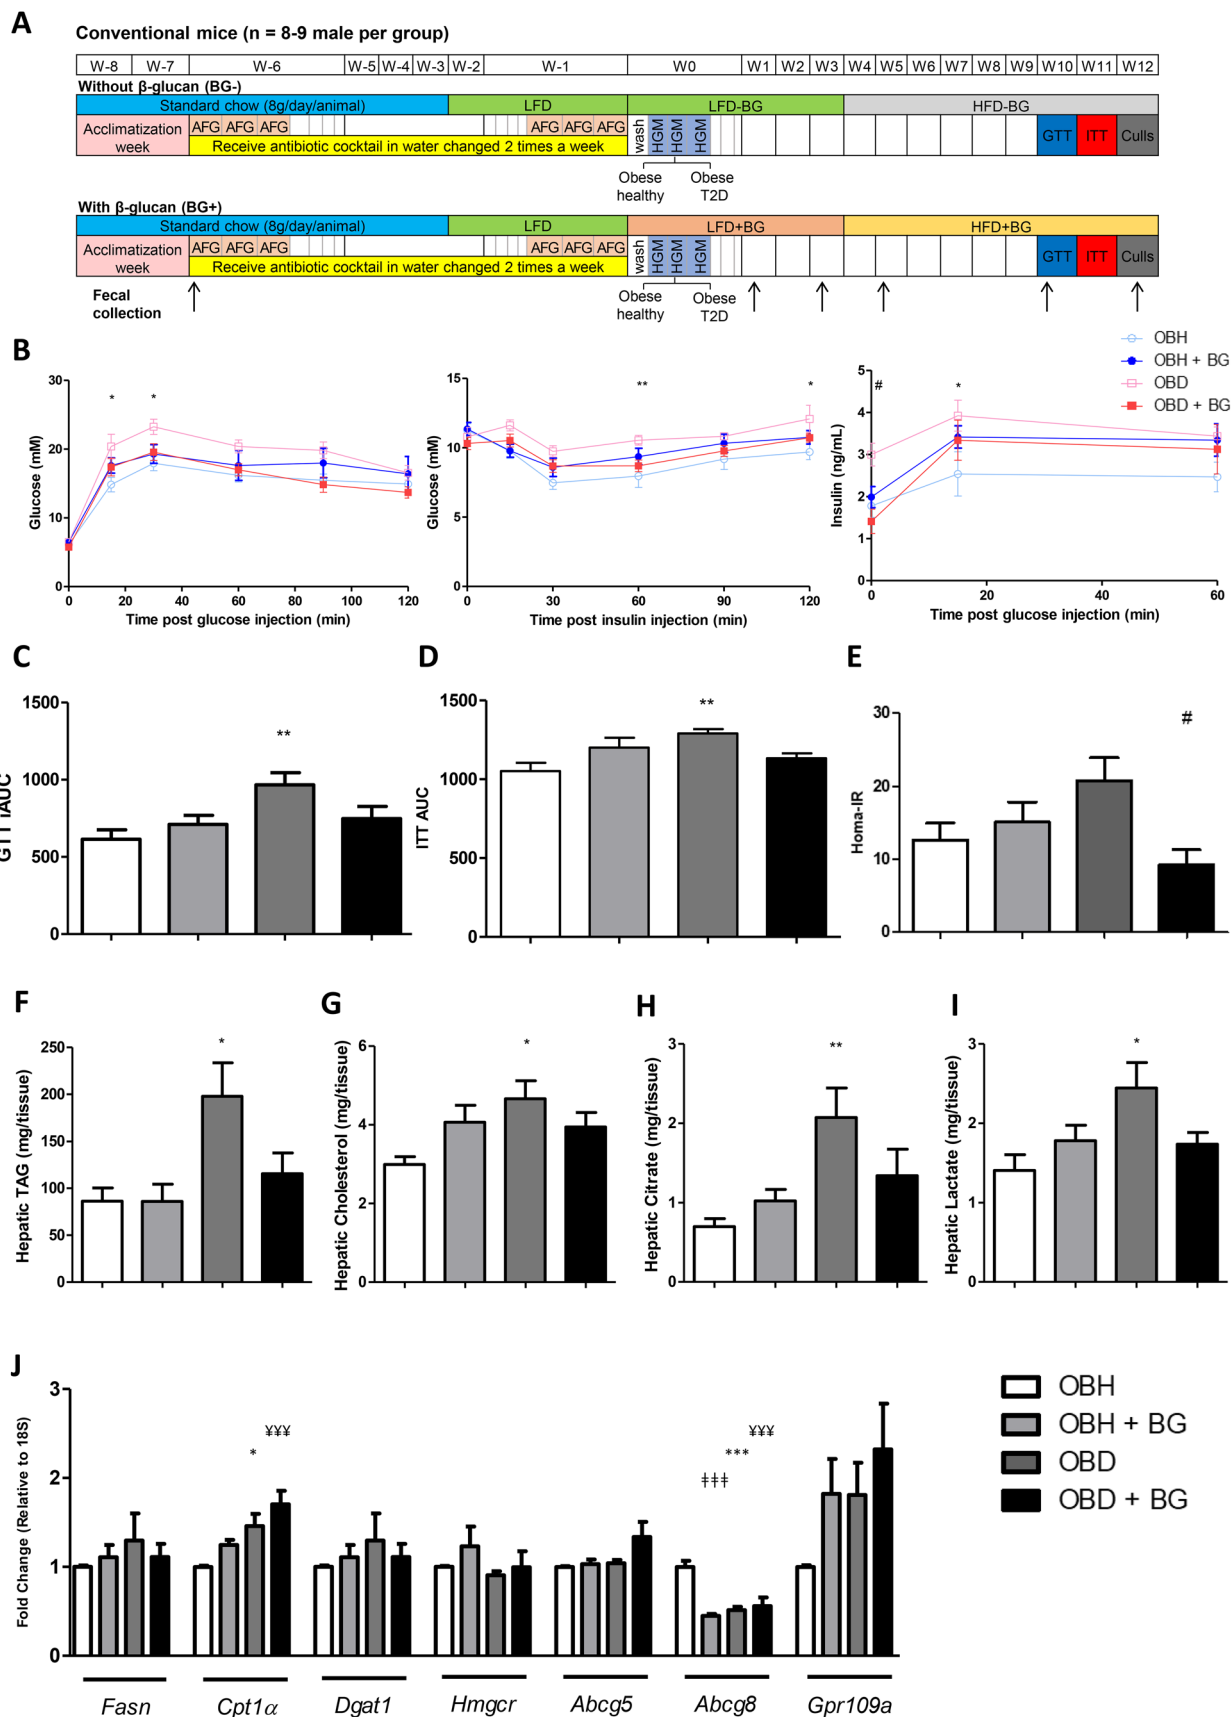 A
Conventional mice (n = 8-9 male per group)
W-8 W-7 W-6 W-5 W-4 W-3 W-2 W-1 W0 W1 W2 W3 W4 W5 W6 W7 W8 W9 W10 W11 W12
Without β-glucan (BG-)
Standard chow (8g/day/animal) LFD LFD-BG HFD-BG
Acclimatization week AFG AFG AFG AFG AFG AFG wash HGM HGM HGM GTT ITT Culls
Receive antibiotic cocktail in water changed 2 times a week
Obese healthy Obese T2D
With β-glucan (BG+)
Standard chow (8g/day/animal) LFD LFD+BG HFD+BG
Acclimatization week AFG AFG AFG AFG AFG AFG wash HGM HGM HGM GTT ITT Culls
Receive antibiotic cocktail in water changed 2 times a week
Fecal collection
Obese healthy Obese T2D
B
OBH
OBH + BG
OBD
OBD + BG
Glucose (mM)
30
20
10
0
* *
0 20 40 60 80 100 120
Time post glucose injection (min)
Glucose (mM)
15
10
5
0
** *
0 30 60 90 120
Time post insulin injection (min)
Insulin (ng/mL)
5
4
3
2
1
0
# *
0 20 40 60
Time post glucose injection (min)
C
GTT iAUC
1500
1000
500
0
**
D
ITT AUC
1500
1000
500
0
**
E
Homa-IR
30
20
10
0
#
F
Hepatic TAG (mg/tissue)
250
200
150
100
50
0
*
G
Hepatic Cholesterol (mg/tissue)
6
4
2
0
*
H
Hepatic Citrate (mg/tissue)
3
2
1
0
**
I
Hepatic Lactate (mg/tissue)
3
2
1
0
*
J
Fold Change (Relative to 18S)
3
2
1
0
* ¥¥¥
ǂǂǂ *** ¥¥¥
Fasn Cpt1α Dgat1 Hmgcr Abcg5 Abcg8 Gpr109a
OBH
OBH + BG
OBD
OBD + BG